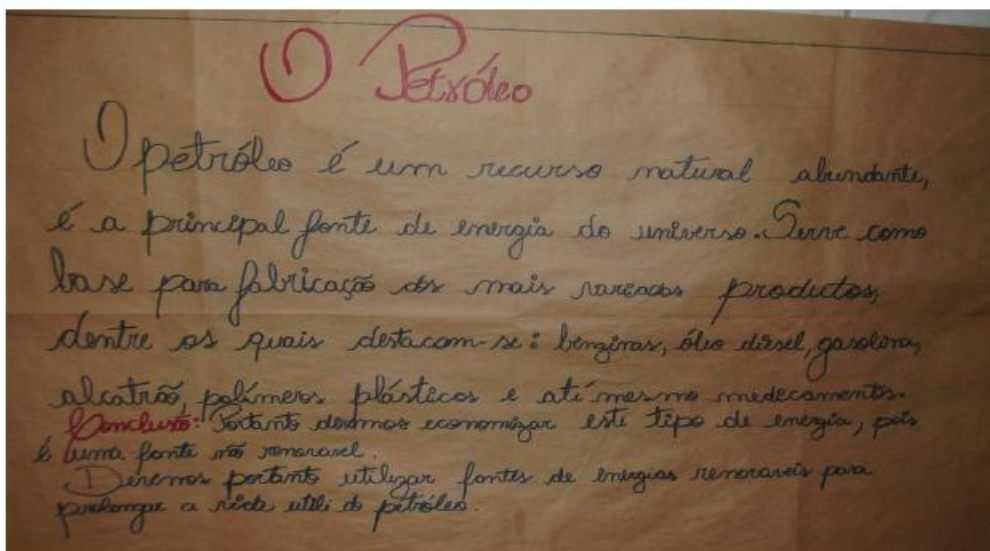 O Petróleo
O petróleo é um recurso natural abundante,
é a principal fonte de energia do universo. Serve como
base para fabricação dos mais variados produtos,
dentre os quais destacam-se: benzinas, óleo diesel, gasolina,
alcatrão, polímeros plásticos e até mesmo medicamentos.
Conclusão: Portanto devemos economizar este tipo de energia, pois
é uma fonte não renovavel.
Devemos portanto utilizar fontes de energias renovaveis para
prolongar a vida utíli do petróleo.